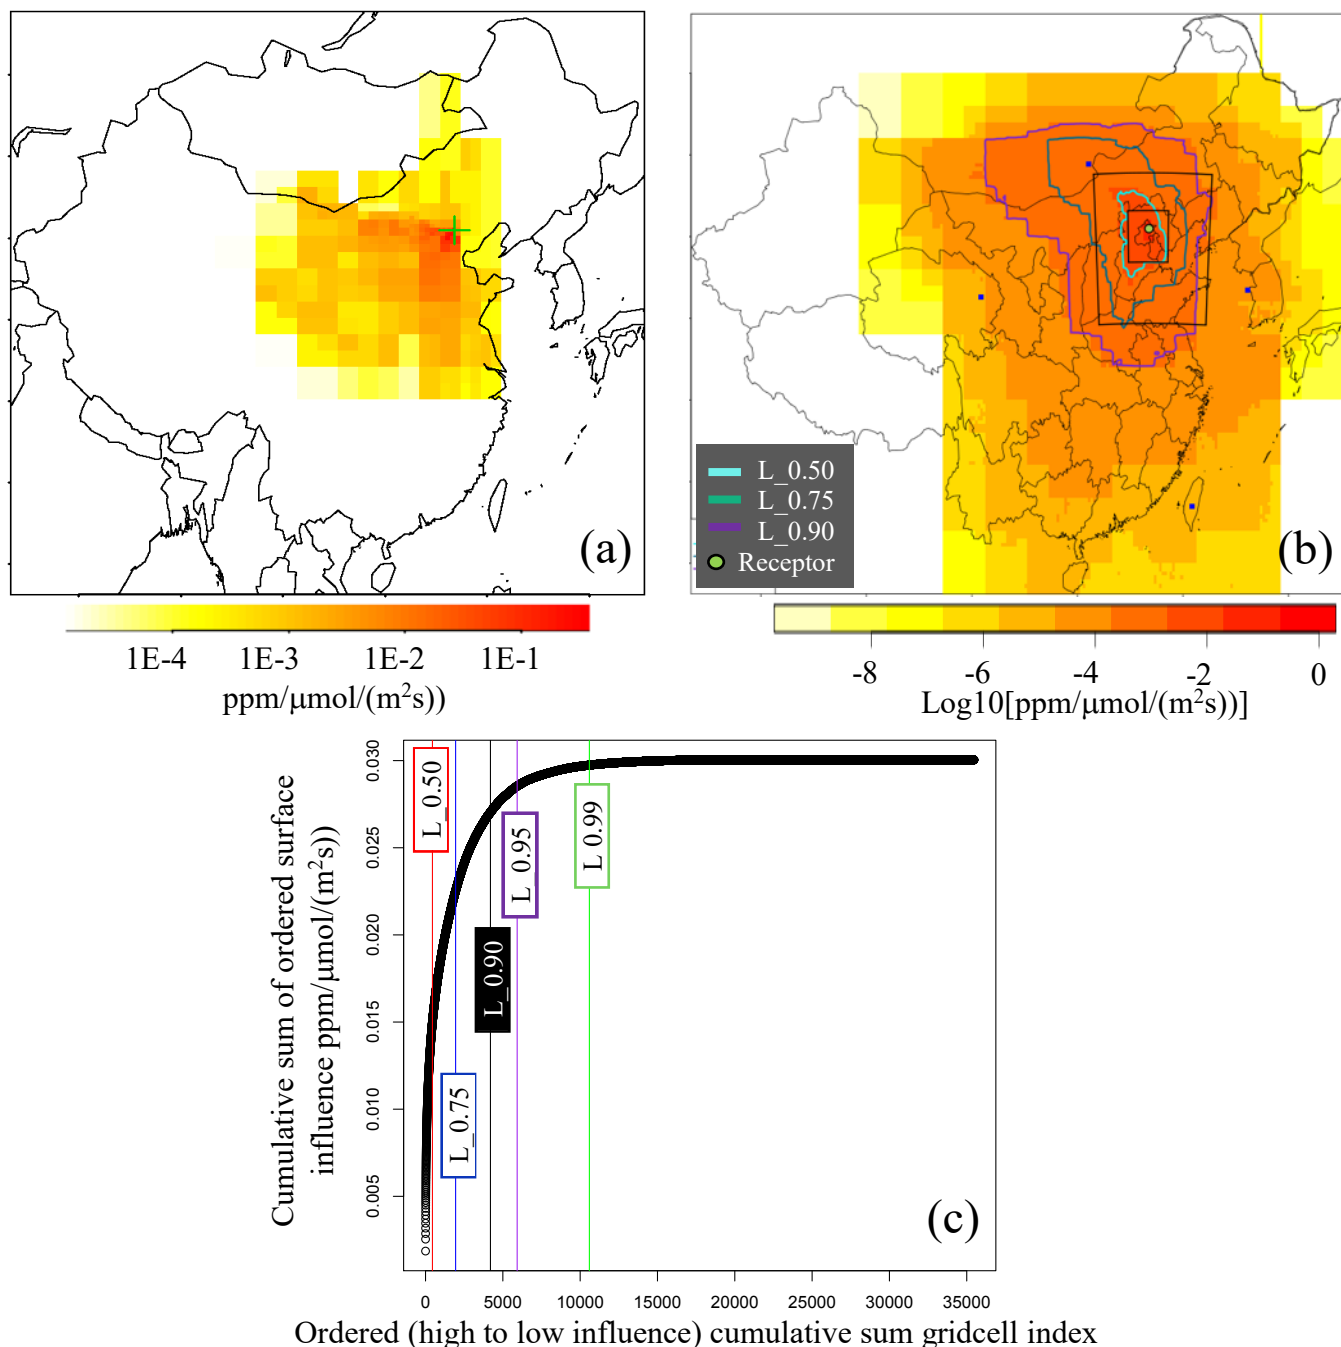 (a)
1E-4 1E-3 1E-2 1E-1
ppm/μmol/(m²s))
L_0.50
L_0.75
L_0.90
Receptor
(b)
-8 -6 -4 -2 0
Log10[ppm/μmol/(m²s))]
Cumulative sum of ordered surface
influence ppm/μmol/(m²s))
0.030
0.025
0.020
0.015
0.010
0.005
L_0.50
L_0.75
L_0.90
L_0.95
L 0.99
(c)
0 5000 10000 15000 20000 25000 30000 35000
Ordered (high to low influence) cumulative sum gridcell index